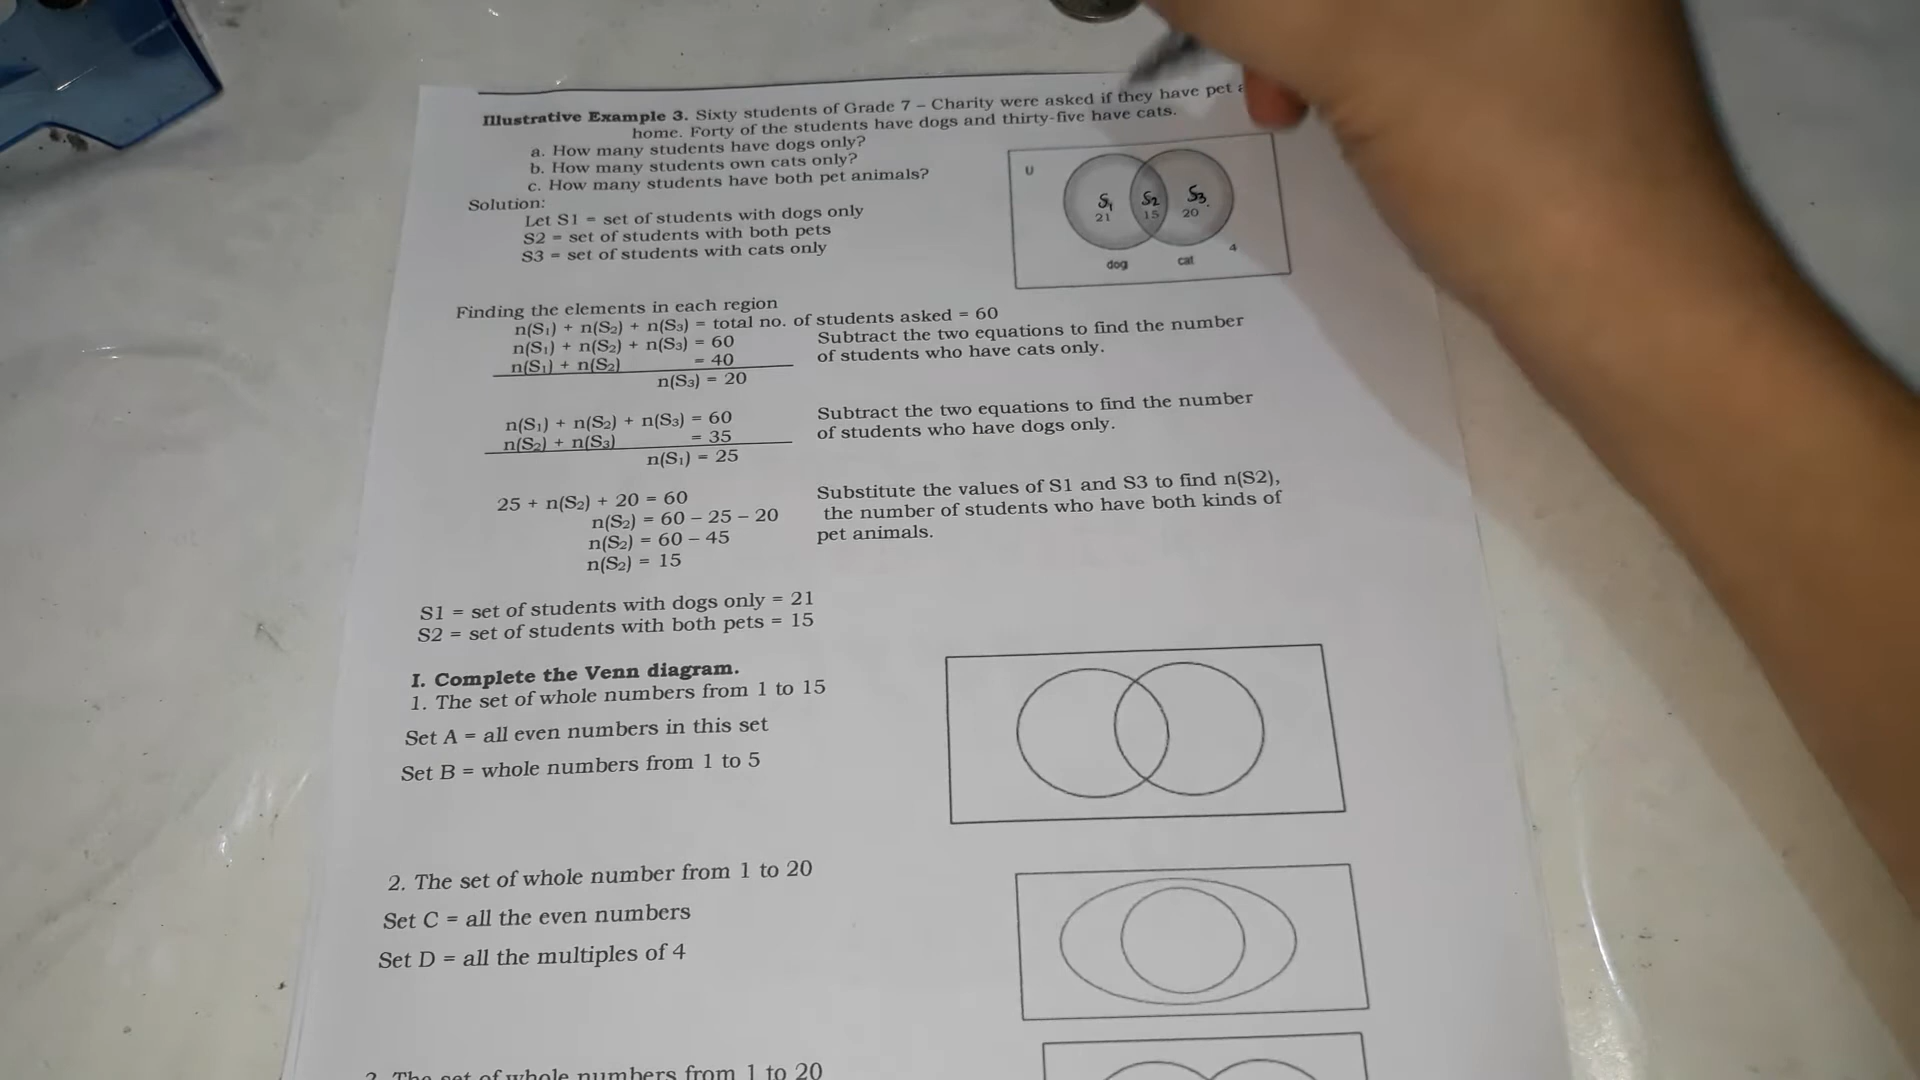 Illustrative Example 3. Sixty students of Grade 7 – Charity were asked if they have pet
home. Forty of the students have dogs and thirty-five have cats.
a. How many students have dogs only?
b. How many students own cats only?
c. How many students have both pet animals?
Solution:
Let S1 = set of students with dogs only
S2 = set of students with both pets
S3 = set of students with cats only
U
S₁ S₂ S₃.
21 15 20
4
dog cat
Finding the elements in each region
n(S₁) + n(S₂) + n(S₃) = total no. of students asked = 60
n(S₁) + n(S₂) + n(S₃) = 60
n(S₁) + n(S₂) = 40
n(S₃) = 20
Subtract the two equations to find the number
of students who have cats only.
n(S₁) + n(S₂) + n(S₃) = 60
n(S₂) + n(S₃) = 35
n(S₁) = 25
Subtract the two equations to find the number
of students who have dogs only.
25 + n(S₂) + 20 = 60
n(S₂) = 60 – 25 – 20
n(S₂) = 60 – 45
n(S₂) = 15
Substitute the values of S1 and S3 to find n(S2),
the number of students who have both kinds of
pet animals.
S1 = set of students with dogs only = 21
S2 = set of students with both pets = 15
I. Complete the Venn diagram.
1. The set of whole numbers from 1 to 15
Set A = all even numbers in this set
Set B = whole numbers from 1 to 5
2. The set of whole number from 1 to 20
Set C = all the even numbers
Set D = all the multiples of 4
The set of whole numbers from 1 to 20